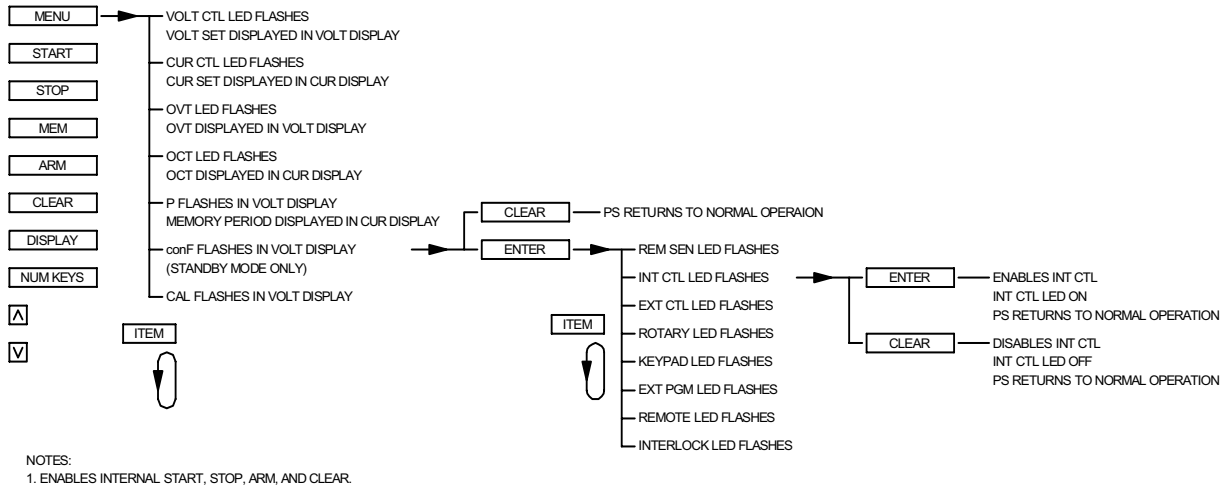 MENU
START
STOP
MEM
ARM
CLEAR
DISPLAY
NUM KEYS
VOLT CTL LED FLASHES
VOLT SET DISPLAYED IN VOLT DISPLAY
CUR CTL LED FLASHES
CUR SET DISPLAYED IN CUR DISPLAY
OVT LED FLASHES
OVT DISPLAYED IN VOLT DISPLAY
OCT LED FLASHES
OCT DISPLAYED IN CUR DISPLAY
P FLASHES IN VOLT DISPLAY
MEMORY PERIOD DISPLAYED IN CUR DISPLAY
conF FLASHES IN VOLT DISPLAY
(STANDBY MODE ONLY)
CAL FLASHES IN VOLT DISPLAY
ITEM
CLEAR
PS RETURNS TO NORMAL OPERAION
ENTER
REM SEN LED FLASHES
INT CTL LED FLASHES
EXT CTL LED FLASHES
ROTARY LED FLASHES
KEYPAD LED FLASHES
EXT PGM LED FLASHES
REMOTE LED FLASHES
INTERLOCK LED FLASHES
ITEM
ENTER
ENABLES INT CTL
INT CTL LED ON
PS RETURNS TO NORMAL OPERATION
CLEAR
DISABLES INT CTL
INT CTL LED OFF
PS RETURNS TO NORMAL OPERATION
NOTES:
1. ENABLES INTERNAL START, STOP, ARM, AND CLEAR.